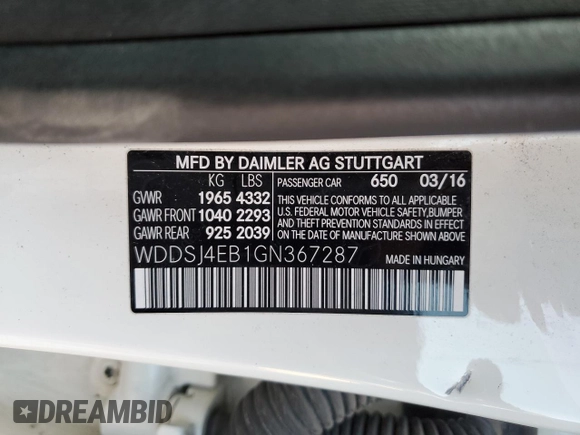 MFD BY DAIMLER AG STUTTGART
KG LBS
GVWR 1965 4332
GAWR FRONT 1040 2293
GAWR REAR 925 2039
PASSENGER CAR 650 03/16
THIS VEHICLE CONFORMS TO ALL APPLICABLE
U.S. FEDERAL MOTOR VEHICLE SAFETY, BUMPER
AND THEFT PREVENTION STANDARDS IN EFFECT
ON THE DATE OF MANUFACTURE SHOWN ABOVE.
WDDSJ4EB1GN367287
MADE IN HUNGARY
DREAMBID